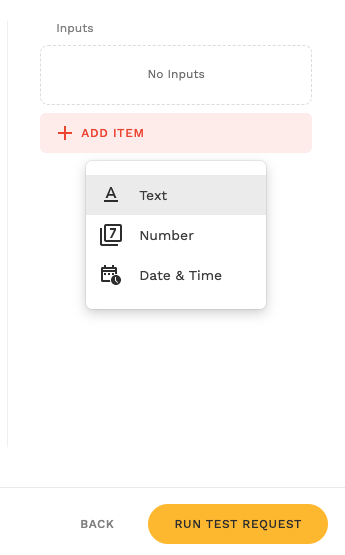 Inputs
No Inputs
ADD ITEM
Text
Number
Date & Time
BACK
RUN TEST REQUEST